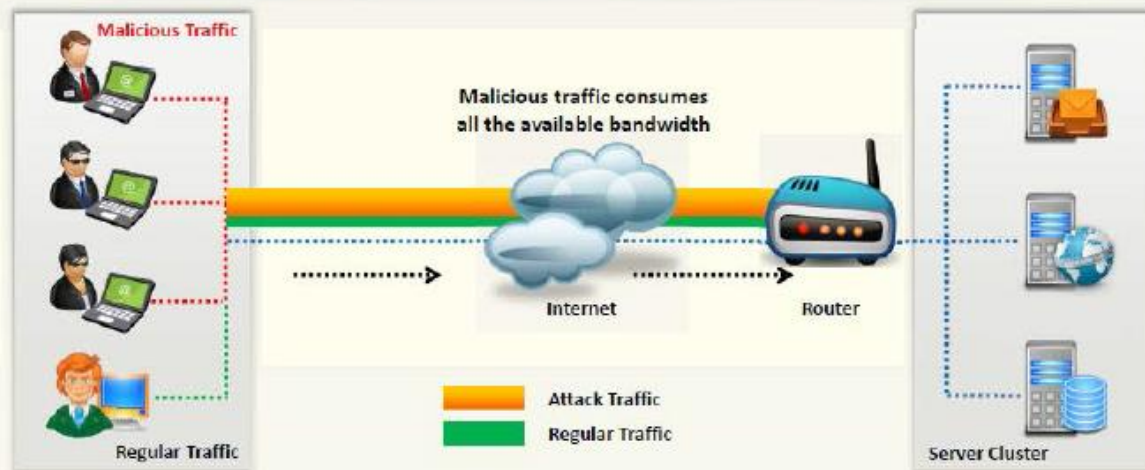 Malicious Traffic
Malicious traffic consumes
all the available bandwidth
Internet
Router
Attack Traffic
Regular Traffic
Regular Traffic
Server Cluster